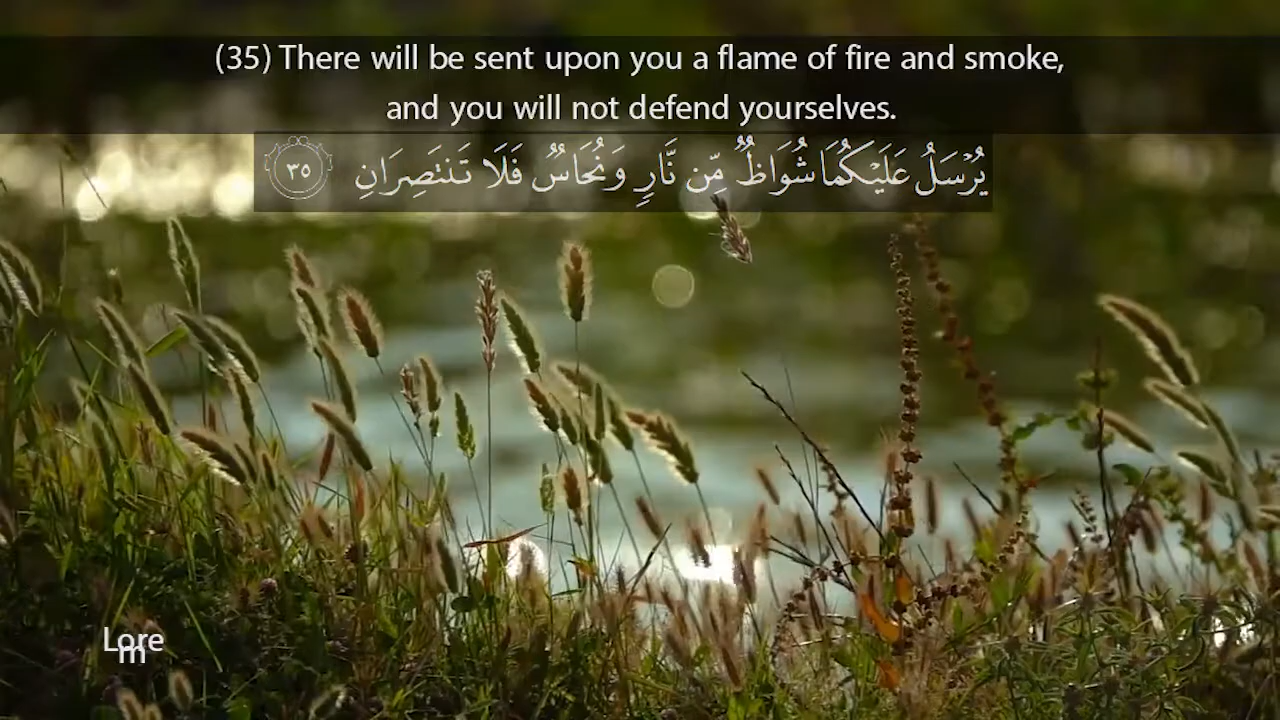 (35) There will be sent upon you a flame of fire and smoke,
and you will not defend yourselves.
يُرۡسَلُ عَلَيۡكُمَا شُوَاظٞ مِّن نَّارٖ وَنُحَاسٞ فَلَا تَنتَصِرَانِ ٣٥
Lore
m